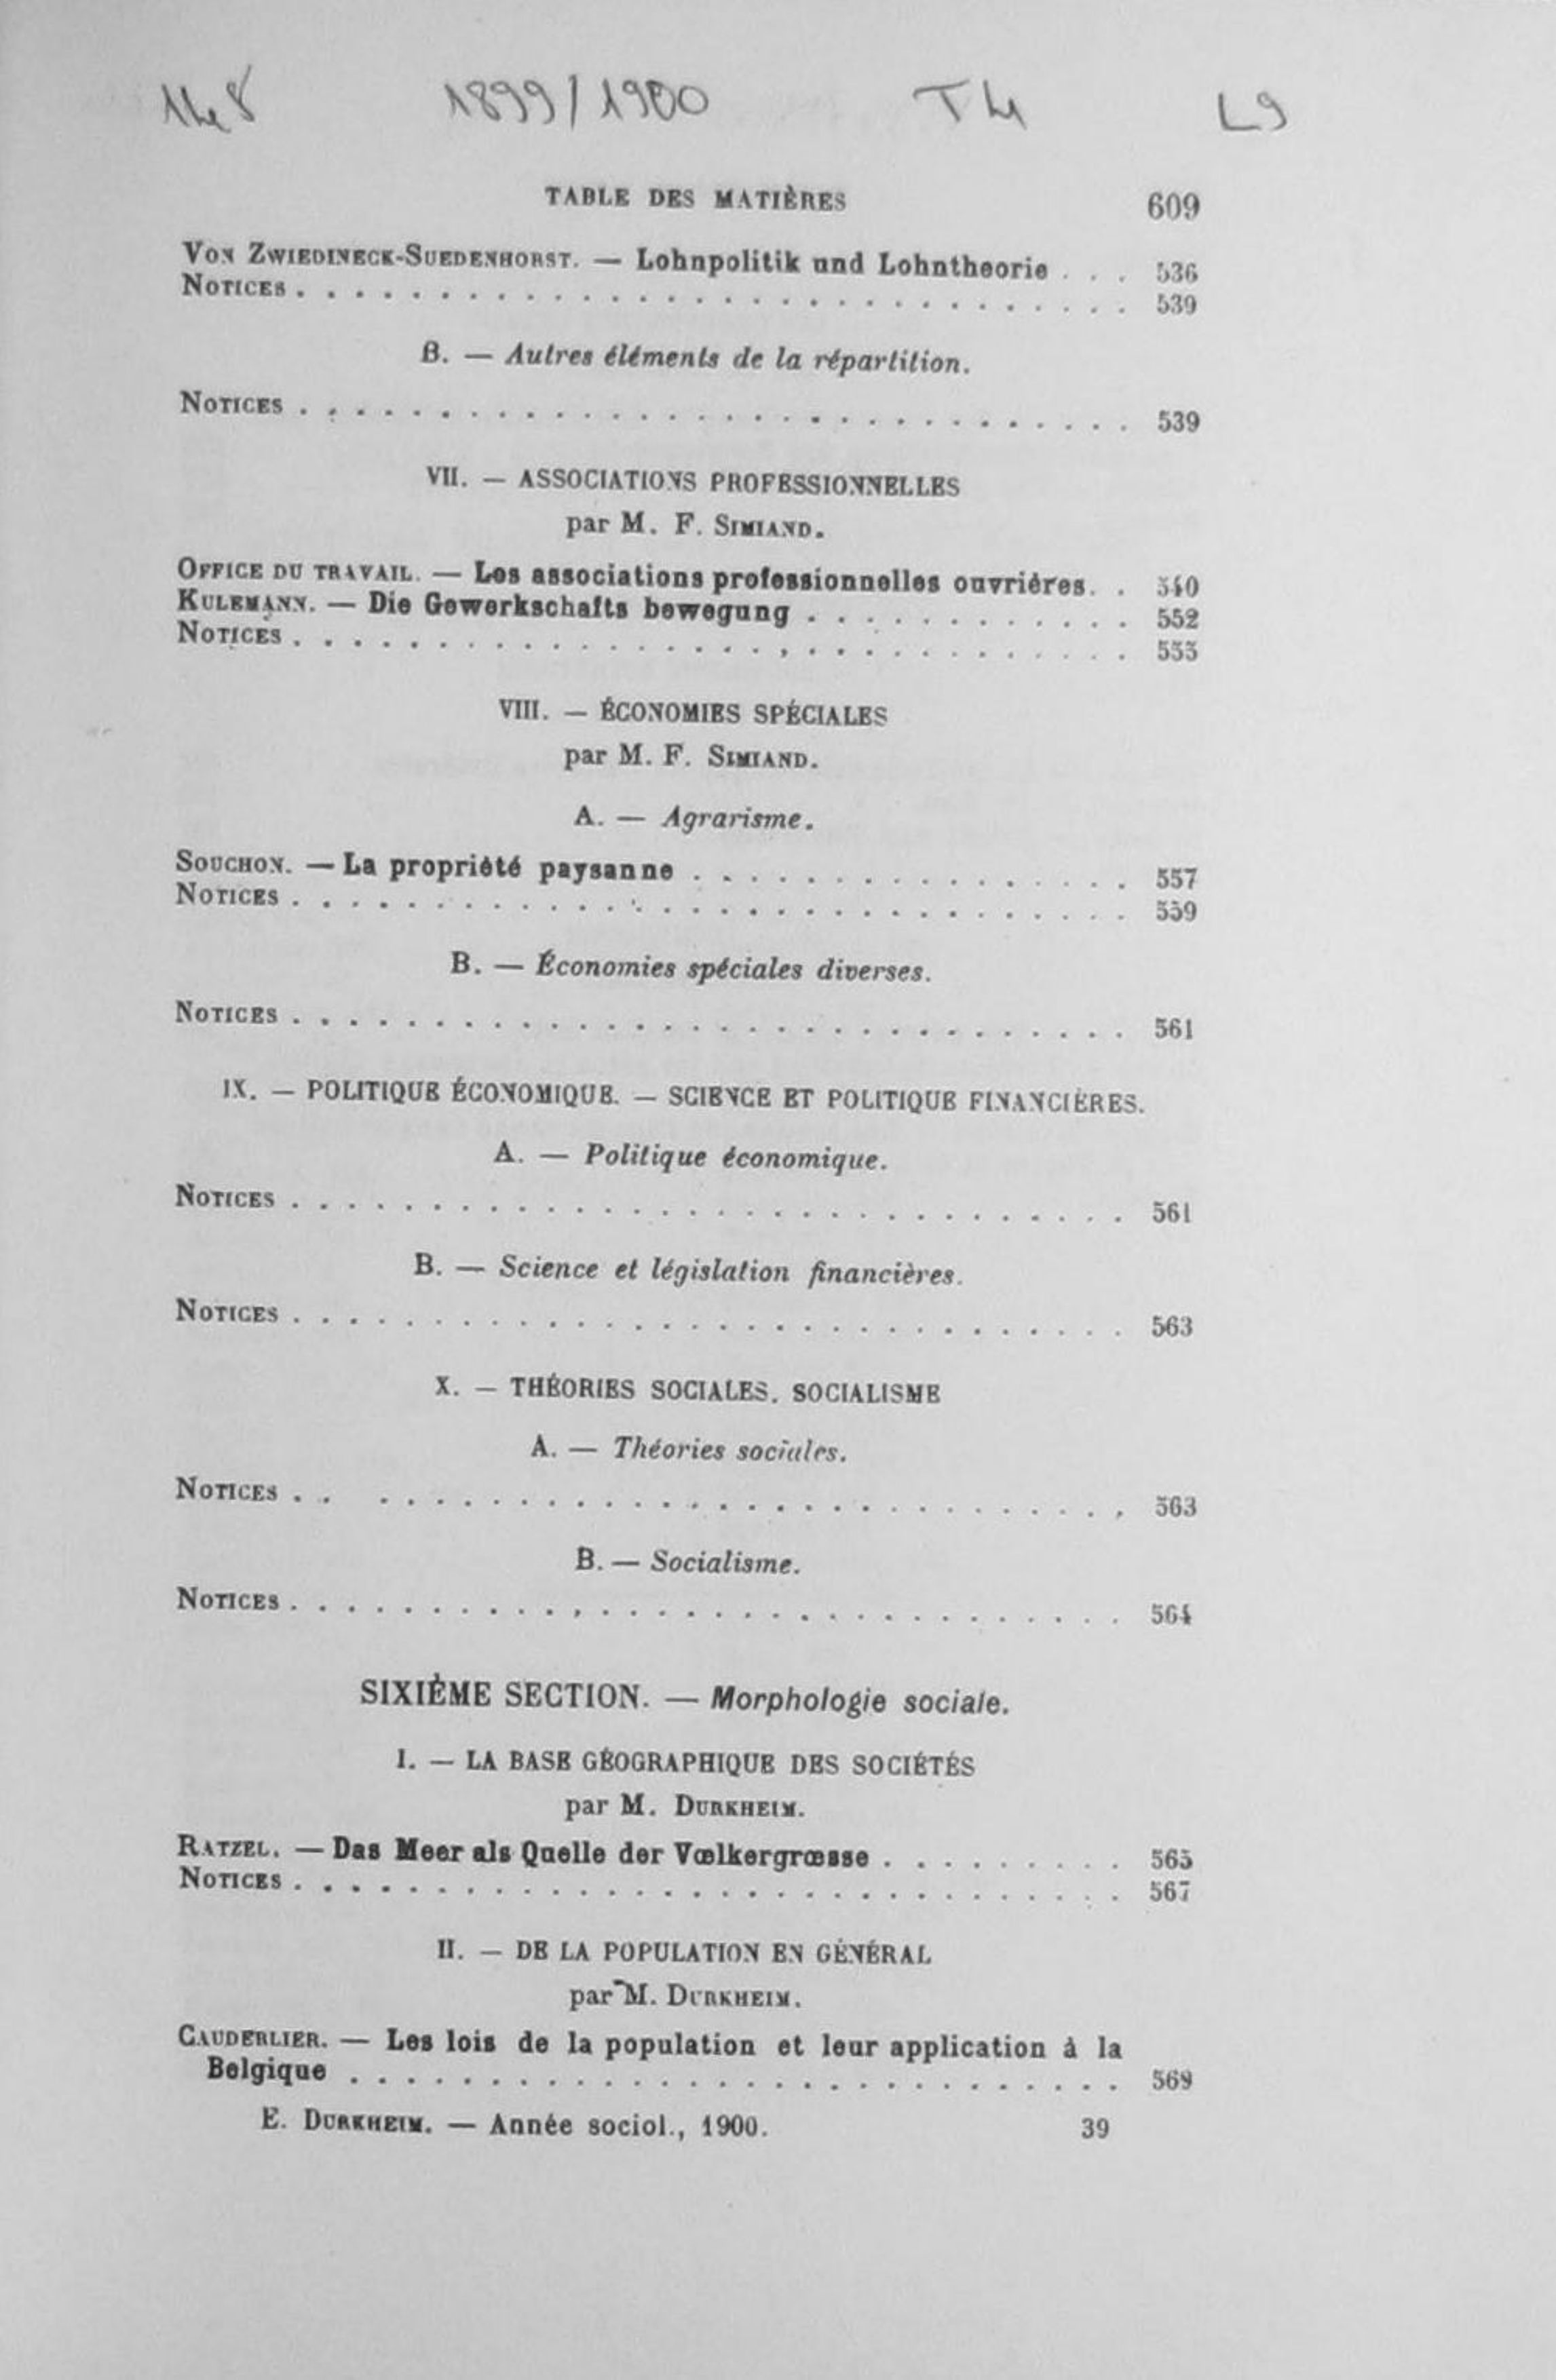 148 1899/1900 T4 L9
TABLE DES MATIÈRES 609
VON ZWIEDINECK-SUEDENHORST. — Lohnpolitik und Lohntheorie . . . 536
NOTICES . . . . . . . . . . . . . . . . . . . . . . . . . . . . . . 539
B. — Autres éléments de la répartition.
NOTICES . . . . . . . . . . . . . . . . . . . . . . . . . . . . . . 539
VII. — ASSOCIATIONS PROFESSIONNELLES
par M. F. SIMIAND.
OFFICE DU TRAVAIL. — Les associations professionnelles ouvrières. . 540
KULEMANN. — Die Gewerkschafts bewegung . . . . . . . . . . . . 552
NOTICES . . . . . . . . . . . . . . . . . . . . . . . . . . . . . . 553
VIII. — ÉCONOMIES SPÉCIALES
par M. F. SIMIAND.
A. — Agrarisme.
SOUCHON. — La propriété paysanne . . . . . . . . . . . . . . . . 557
NOTICES . . . . . . . . . . . . . . . . . . . . . . . . . . . . . . 559
B. — Économies spéciales diverses.
NOTICES . . . . . . . . . . . . . . . . . . . . . . . . . . . . . . 561
IX. — POLITIQUE ÉCONOMIQUE. — SCIENCE ET POLITIQUE FINANCIÈRES.
A. — Politique économique.
NOTICES . . . . . . . . . . . . . . . . . . . . . . . . . . . . . . 561
B. — Science et législation financières.
NOTICES . . . . . . . . . . . . . . . . . . . . . . . . . . . . . . 563
X. — THÉORIES SOCIALES. SOCIALISME
A. — Théories sociales.
NOTICES . . . . . . . . . . . . . . . . . . . . . . . . . . . . . 563
B. — Socialisme.
NOTICES . . . . . . . . . . . . . . . . . . . . . . . . . . . . . . 564
SIXIÈME SECTION. — Morphologie sociale.
I. — LA BASE GÉOGRAPHIQUE DES SOCIÉTÉS
par M. DURKHEIM.
RATZEL. — Das Meer als Quelle der Vœlkergrœsse . . . . . . . . . 565
NOTICES . . . . . . . . . . . . . . . . . . . . . . . . . . . . . . 567
II. — DE LA POPULATION EN GÉNÉRAL
par M. DURKHEIM.
CAUDERLIER. — Les lois de la population et leur application à la
Belgique . . . . . . . . . . . . . . . . . . . . . . . . . . . . 569
E. DURKHEIM. — Année sociol., 1900. 39